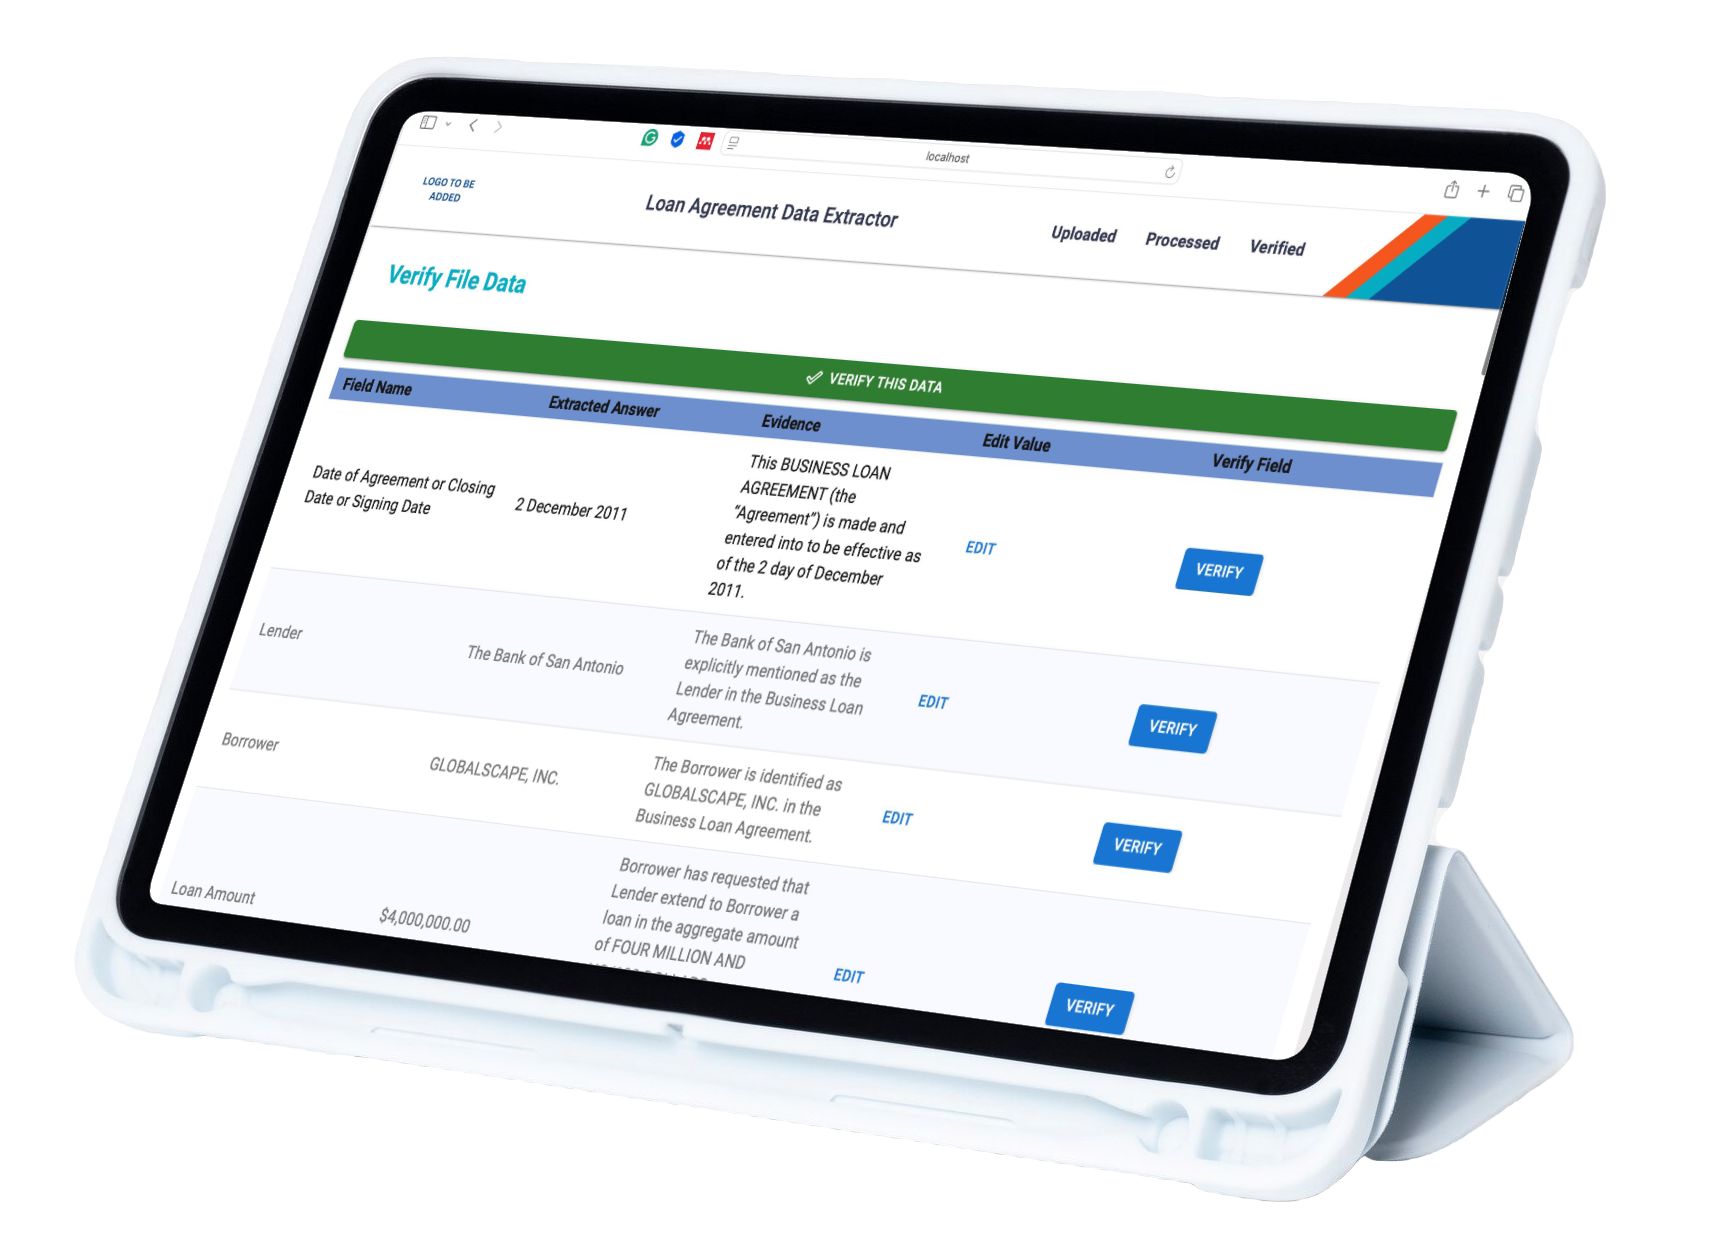 localhost
LOGO TO BE
ADDED
Loan Agreement Data Extractor
Uploaded Processed Verified
Verify File Data
VERIFY THIS DATA
Field Name Extracted Answer Evidence Edit Value Verify Field
Date of Agreement or Closing
Date or Signing Date
2 December 2011
This BUSINESS LOAN
AGREEMENT (the
“Agreement”) is made and
entered into to be effective as
of the 2 day of December
2011.
EDIT
VERIFY
Lender
The Bank of San Antonio
The Bank of San Antonio is
explicitly mentioned as the
Lender in the Business Loan
Agreement.
EDIT
VERIFY
Borrower
GLOBALSCAPE, INC.
The Borrower is identified as
GLOBALSCAPE, INC. in the
Business Loan Agreement.
EDIT
VERIFY
Loan Amount
$4,000,000.00
Borrower has requested that
Lender extend to Borrower a
loan in the aggregate amount
of FOUR MILLION AND
EDIT
VERIFY